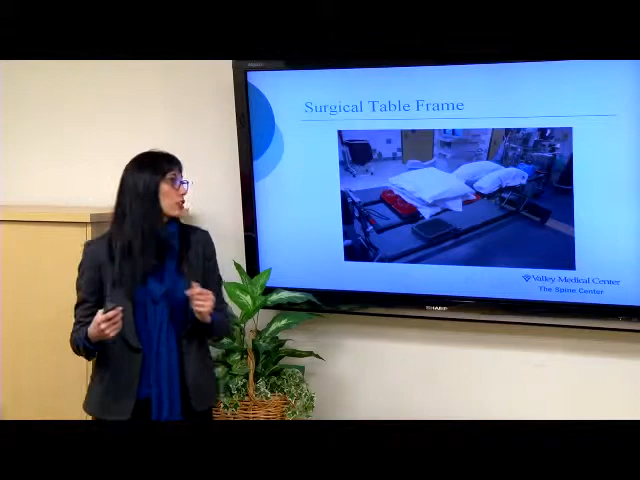 Surgical Table Frame
Valley Medical Center
The Spine Center
SHARP